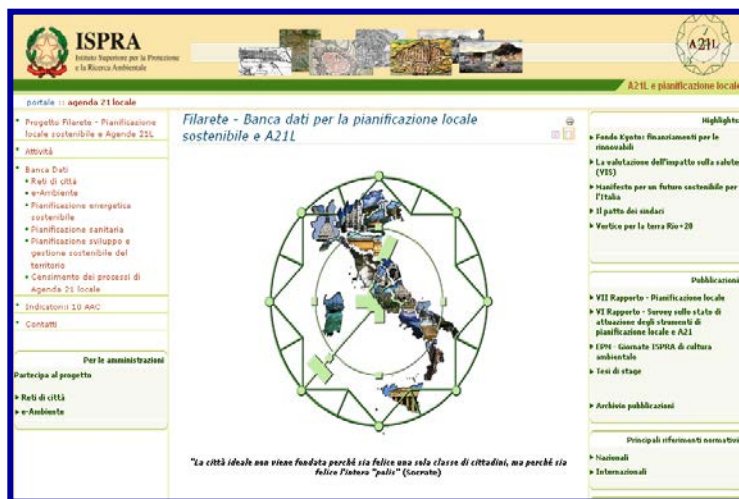 ISPRA
Istituto Superiore per la Protezione
e la Ricerca Ambientale
A21L
A21L e pianificazione locale
portale :: agenda 21 locale
Progetto Filarete - Pianificazione
locale sostenibile e Agende 21L
Attività
Banca Dati
Reti di città
e-Ambiente
Pianificazione energetica
sostenibile
Pianificazione sanitaria
Pianificazione sviluppo e
gestione sostenibile del
territorio
Censimento dei processi di
Agenda 21 locale
Indicatori: 10 AAC
Contatti
Per le amministrazioni
Partecipa al progetto
Reti di città
e-Ambiente
Filarete - Banca dati per la pianificazione locale
sostenibile e A21L
"La città ideale non viene fondata perché sia felice una sola classe di cittadini, ma perché sia
felice l'intera "polis" (Socrate)
Highlights
Fondo Kyoto: finanziamenti per le
rinnovabili
La valutazione dell'impatto sulla salute
(VIS)
Manifesto per un futuro sostenibile per
l'Italia
Il patto dei sindaci
Vertice per la terra Rio+20
Pubblicazioni
VII Rapporto - Pianificazione locale
VI Rapporto - Survey sullo stato di
attuazione degli strumenti di
pianificazione locale e A21
EPN - Giornate ISPRA di cultura
ambientale
Tesi di stage
Archivio pubblicazioni
Principali riferimenti normativi
Nazionali
Internazionali